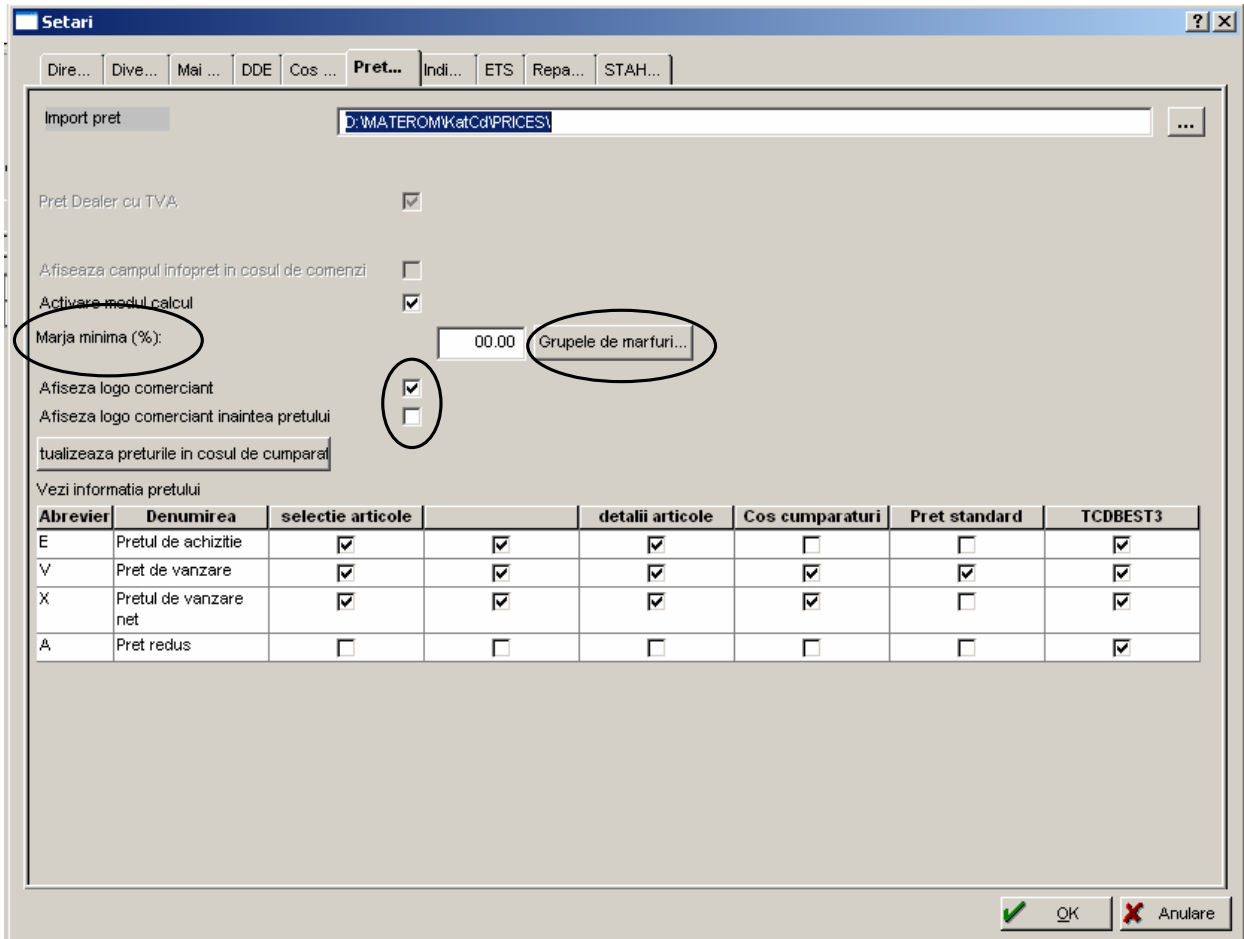 Setari
Dire... Dive... Mai ... DDE Cos ... Pret... Indi... ETS Repa... STAH...
Import pret D:\MATEROM\KatCd\PRICES\ ...
Pret Dealer cu TVA
Afiseaza campul infopret in cosul de comenzi
Activare modul calcul
Marja minima (%): 00.00 Grupele de marfuri...
Afiseza logo comerciant
Afiseza logo comerciant inaintea pretului
tualizeaza preturile in cosul de cumparat
Vezi informatia pretului
Abrevier Denumirea selectie articole detalii articole Cos cumparaturi Pret standard TCDBEST3
E Pretul de achizitie
V Pret de vanzare
X Pretul de vanzare
net
A Pret redus
OK Anulare